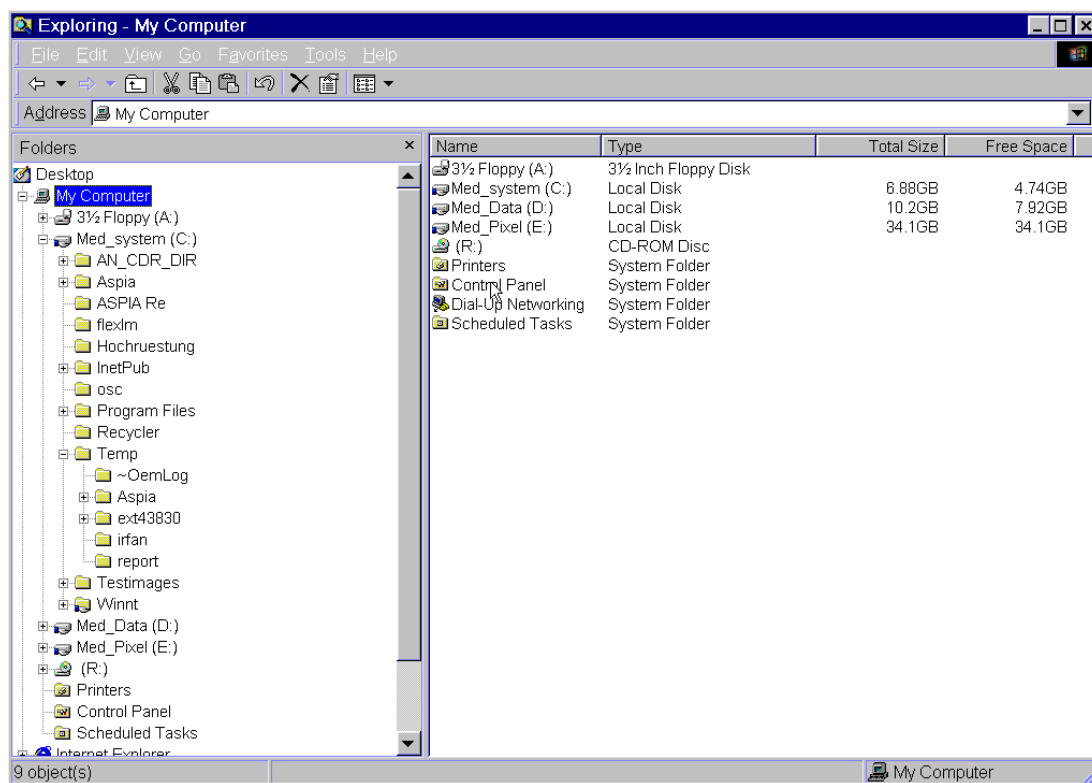 Exploring - My Computer
File Edit View Go Favorites Tools Help
Address My Computer
Folders
Desktop
My Computer
3½ Floppy (A:)
Med_system (C:)
AN_CDR_DIR
Aspia
ASPIA Re
flexlm
Hochruestung
InetPub
osc
Program Files
Recycler
Temp
~OemLog
Aspia
ext43830
irfan
report
Testimages
Winnt
Med_Data (D:)
Med_Pixel (E:)
(R:)
Printers
Control Panel
Scheduled Tasks
Internet Explorer
Name Type Total Size Free Space
3½ Floppy (A:) 3½ Inch Floppy Disk
Med_system (C:) Local Disk 6.88GB 4.74GB
Med_Data (D:) Local Disk 10.2GB 7.92GB
Med_Pixel (E:) Local Disk 34.1GB 34.1GB
(R:) CD-ROM Disc
Printers System Folder
Control Panel System Folder
Dial-Up Networking System Folder
Scheduled Tasks System Folder
9 object(s) My Computer